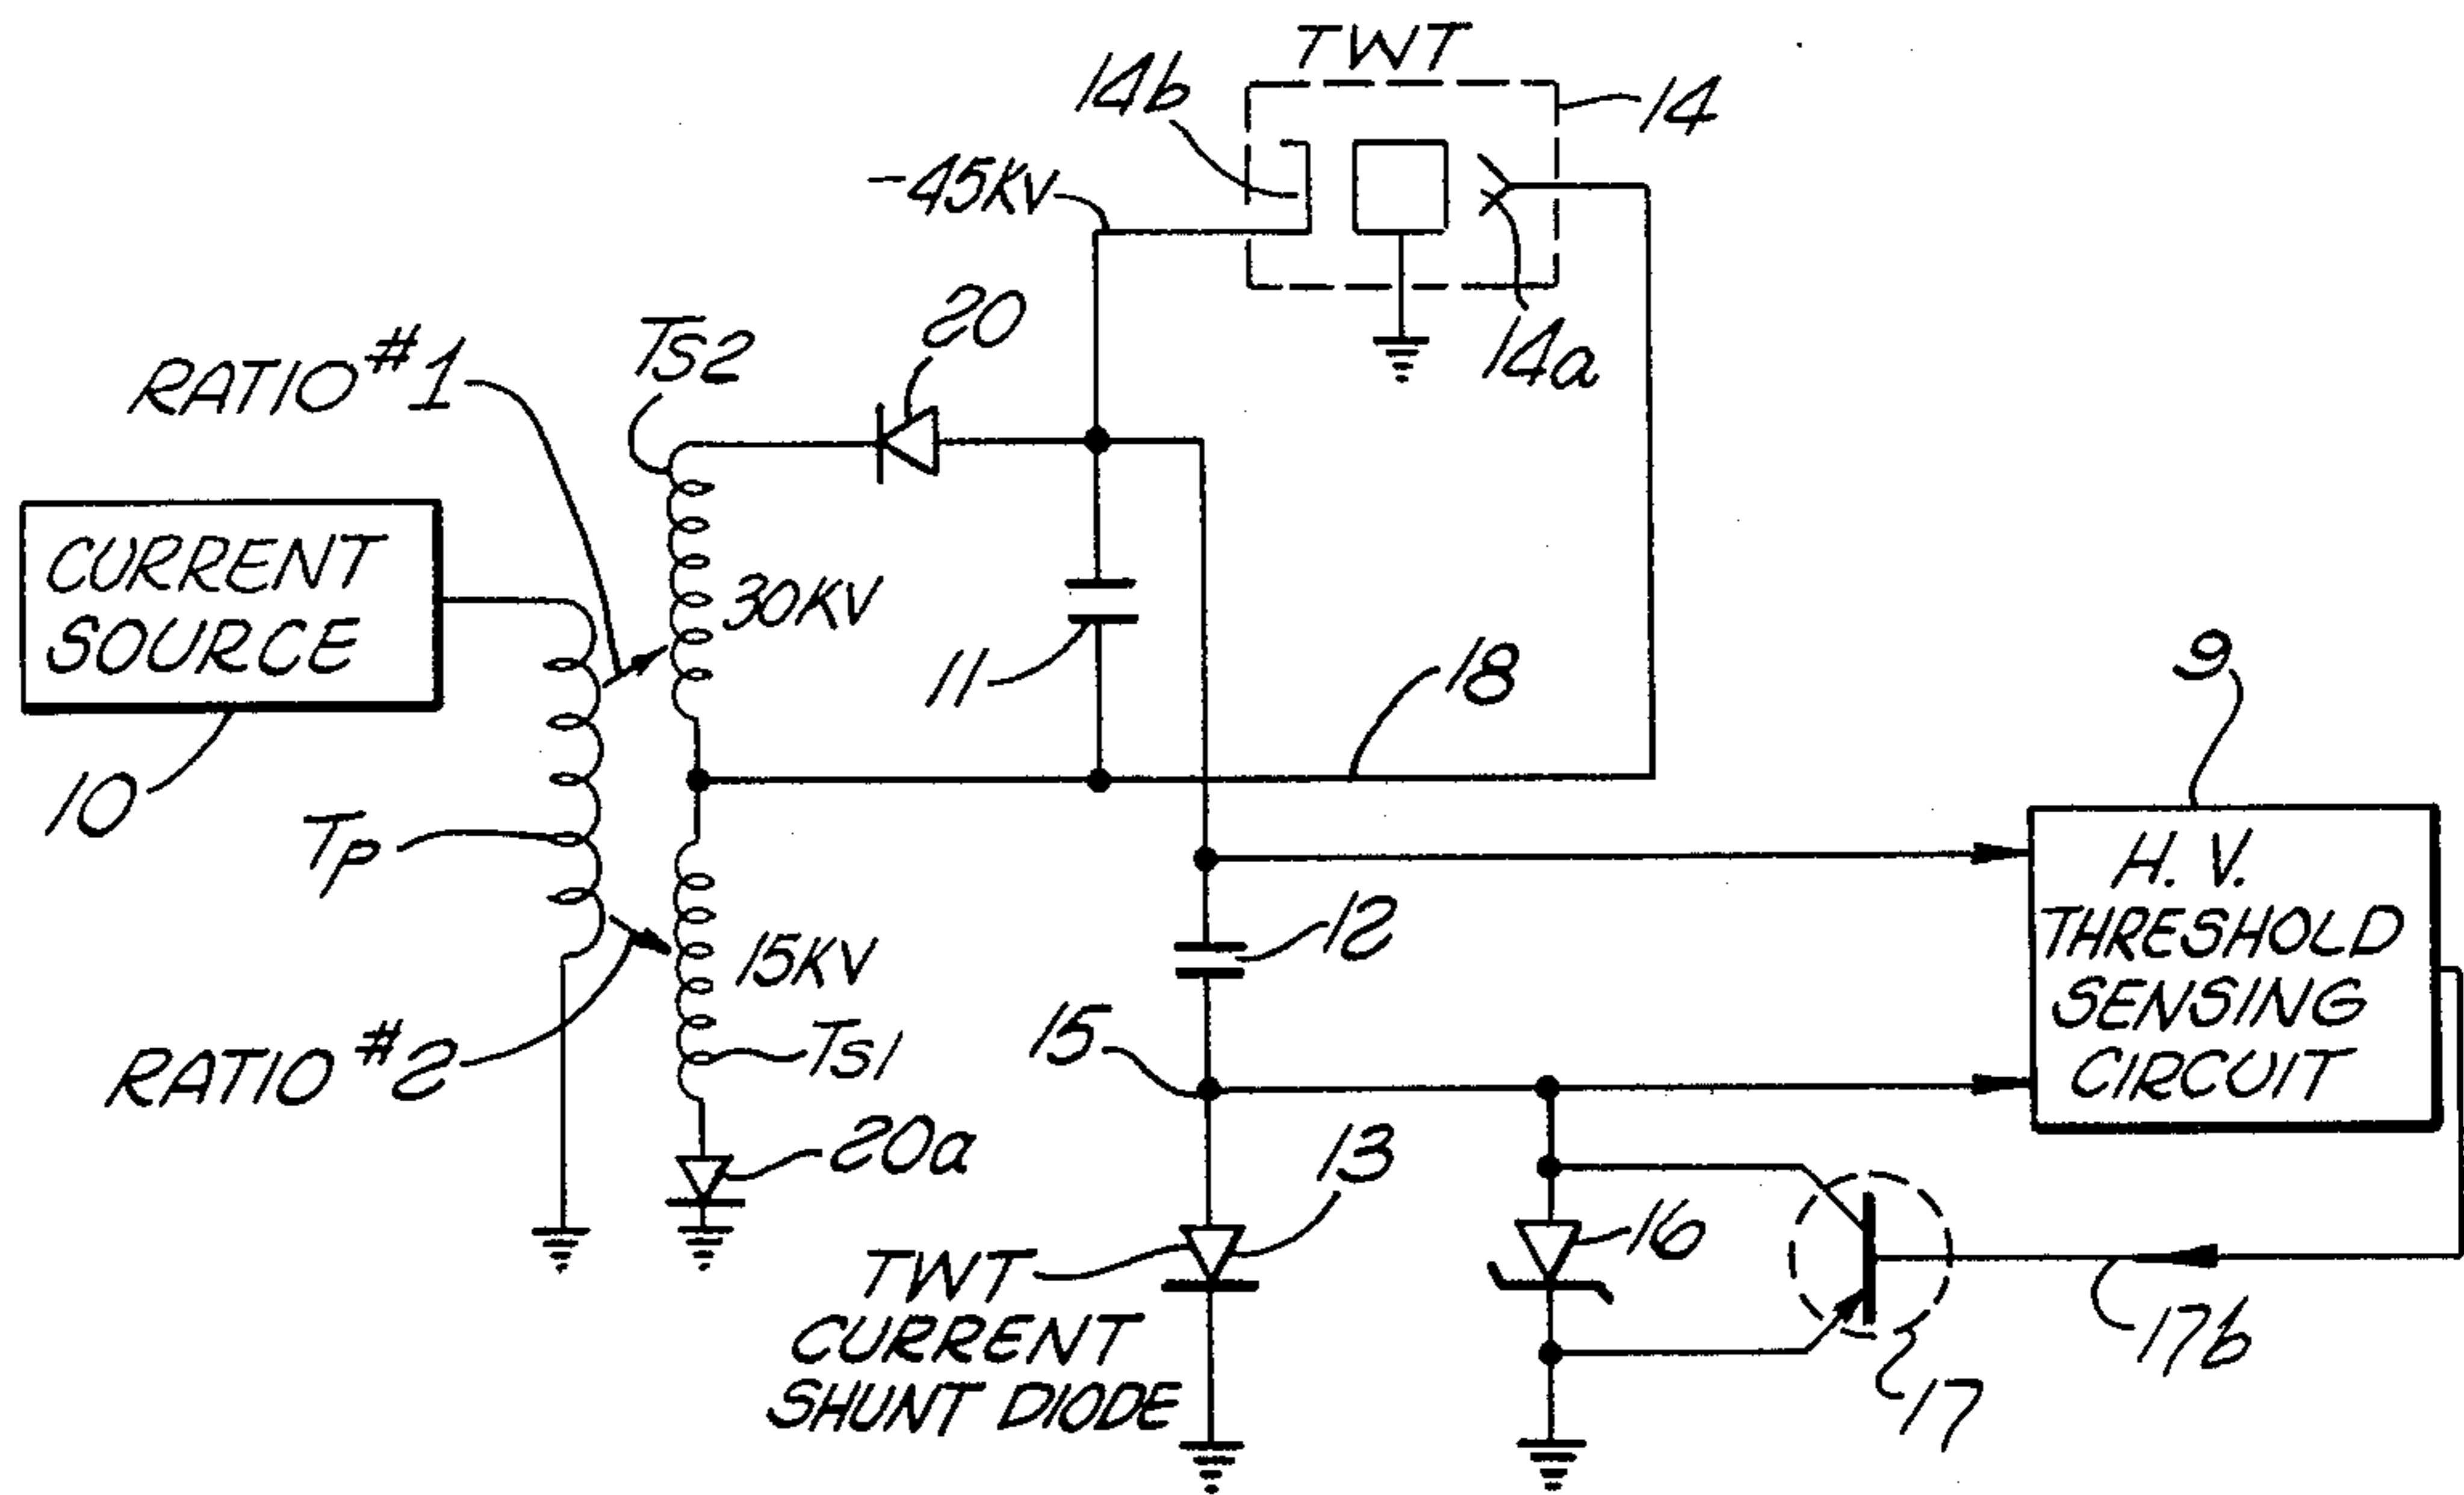 TWT
14b
14
-45KV
14a
20
TS2
RATIO #1
CURRENT
SOURCE
30KV
11
18
9
10
Tp
H. V.
THRESHOLD
SENSING
CIRCUIT
12
15KV
15
TS1
RATIO #2
20a
13
16
TWT
CURRENT
SHUNT DIODE
17b
17